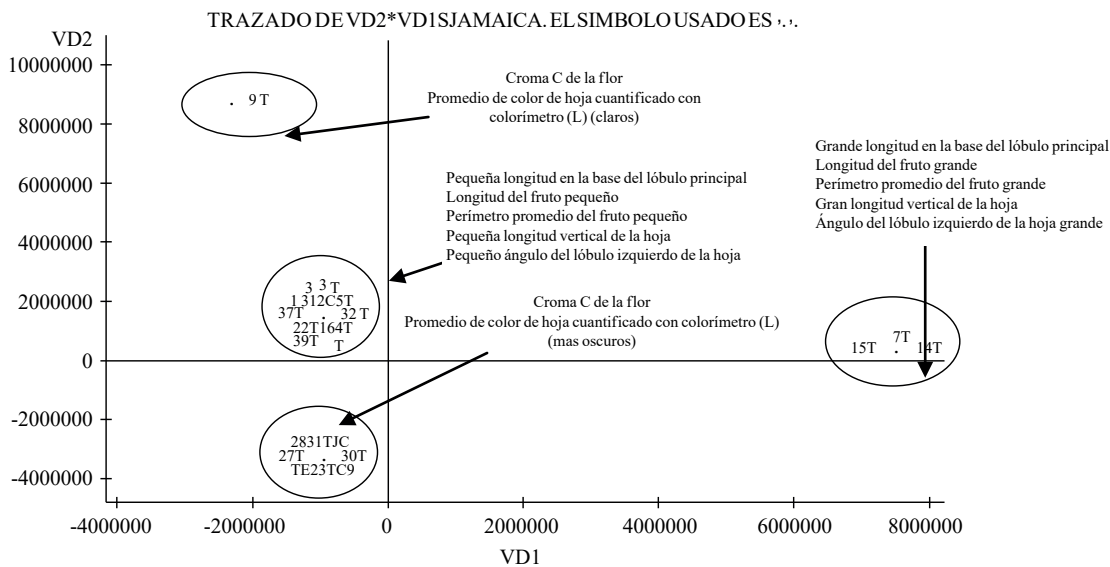 TRAZADO DE VD2*VD1SJAMAICA. EL SIMBOLO USADO ES
VD2
10000000
8000000
6000000
4000000
2000000
0
-2000000
-4000000
9 T
Croma C de la flor
Promedio de color de hoja cuantificado con
colorímetro (L) (claros)
Grande longitud en la base del lóbulo principal
Longitud del fruto grande
Perímetro promedio del fruto grande
Gran longitud vertical de la hoja
Ángulo del lóbulo izquierdo de la hoja grande
Pequeña longitud en la base del lóbulo principal
Longitud del fruto pequeño
Perímetro promedio del fruto pequeño
Pequeña longitud vertical de la hoja
Pequeño ángulo del lóbulo izquierdo de la hoja
3 3 T
1 312C5T
37T 32 T
22T164T
39T T
Croma C de la flor
Promedio de color de hoja cuantificado con colorímetro (L)
(mas oscuros)
7T
15T 14T
2831TJC
27T 30T
TE23TC9
-4000000 -2000000 0 2000000 4000000 6000000 8000000
VD1